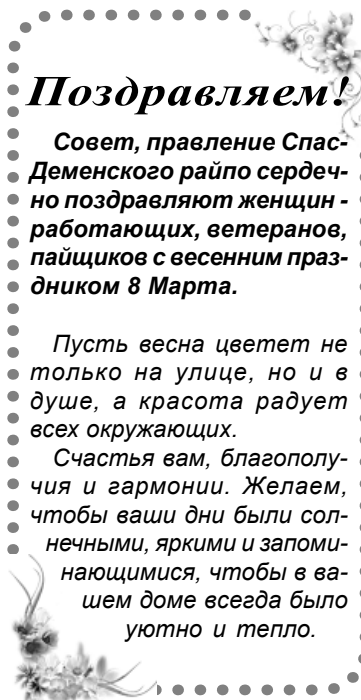 Поздравляем!
Совет, правление Спас-
Деменского райпо сердеч-
но поздравляют женщин -
работающих, ветеранов,
пайщиков с весенним праз-
дником 8 Марта.
Пусть весна цветет не
только на улице, но и в
душе, а красота радует
всех окружающих.
Счастья вам, благополу-
чия и гармонии. Желаем,
чтобы ваши дни были сол-
нечными, яркими и запоми-
нающимися, чтобы в ва-
шем доме всегда было
уютно и тепло.